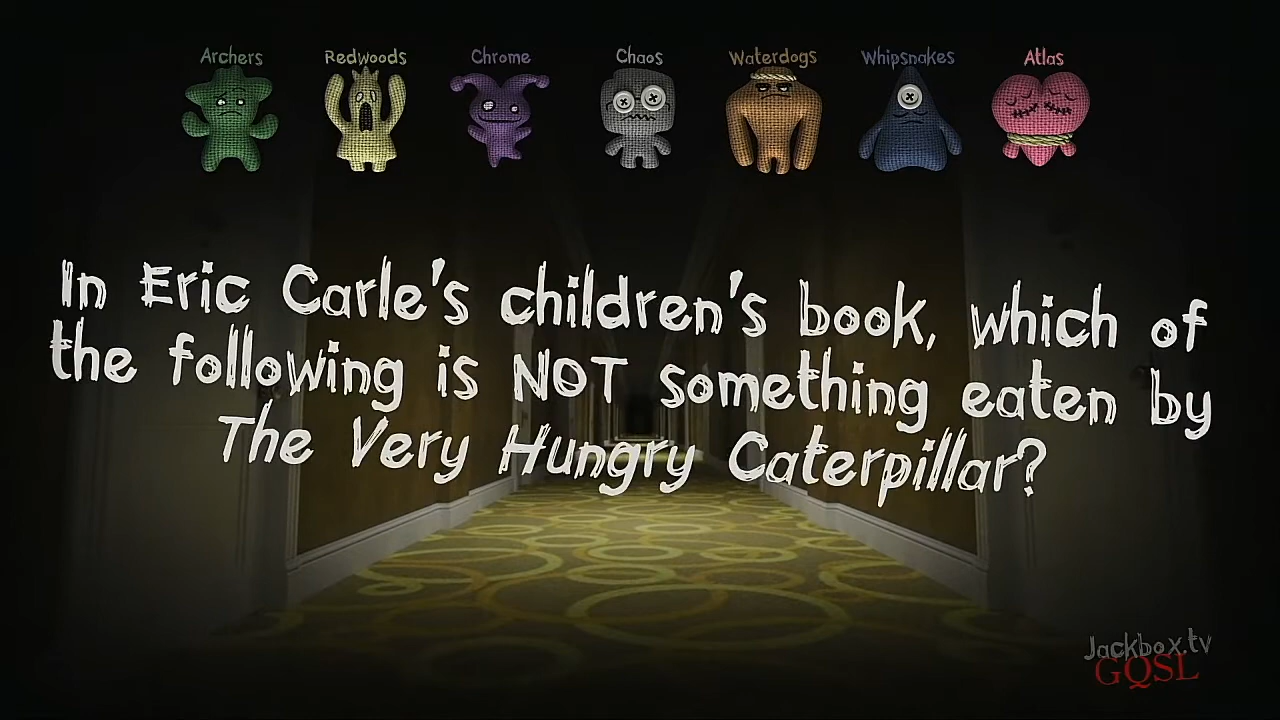 Archers Redwoods Chrome Chaos Waterdogs Whipsnakes Atlas
In Eric Carle's children's book, which of
the following is NOT something eaten by
The Very Hungry Caterpillar?
Jackbox.tv
GQSL